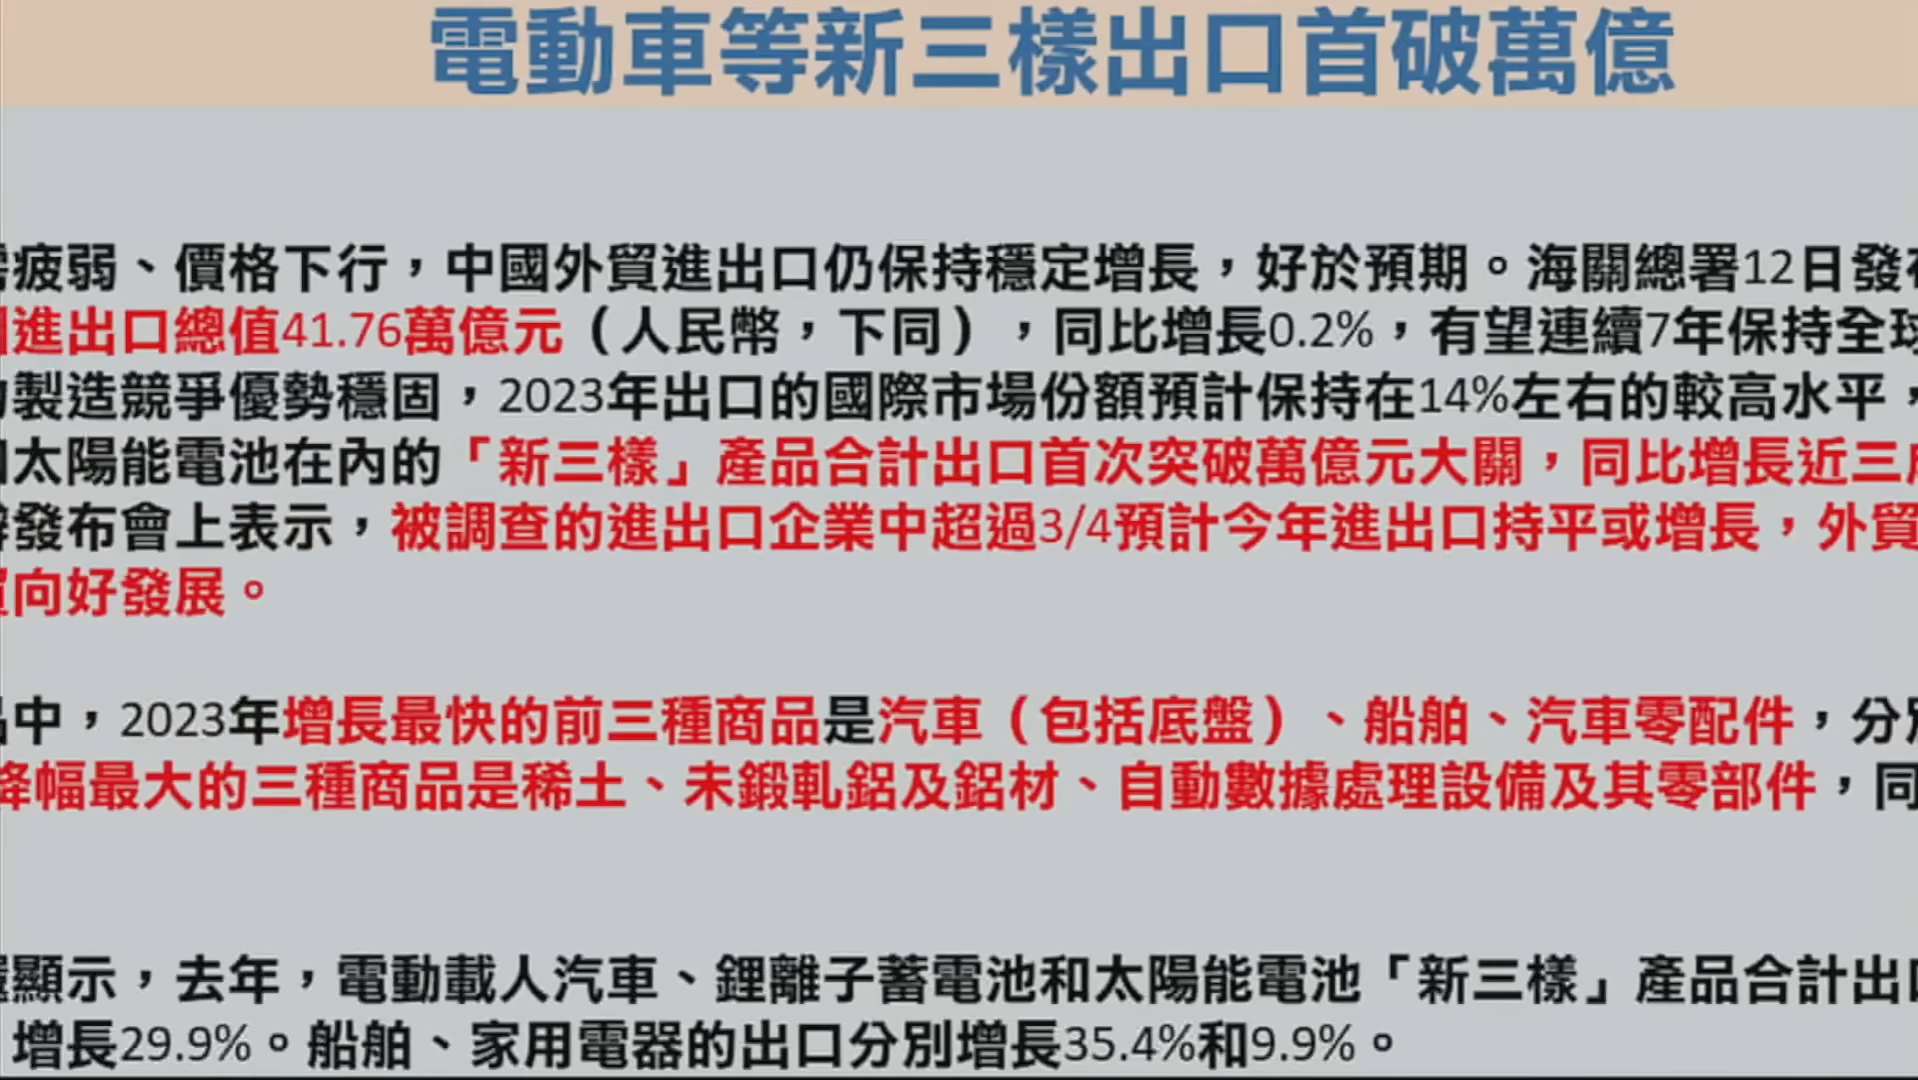 電動車等新三樣出口首破萬億
疲弱、價格下行，中國外貿進出口仍保持穩定增長，好於預期。海關總署12日發
進出口總值41.76萬億元（人民幣，下同），同比增長0.2%，有望連續7年保持全球
製造競爭優勢穩固，2023年出口的國際市場份額預計保持在14%左右的較高水平，
太陽能電池在內的「新三樣」產品合計出口首次突破萬億元大關，同比增長近三
發布會上表示，被調查的進出口企業中超過3/4預計今年進出口持平或增長，外貿
向好發展。
中，2023年增長最快的前三種商品是汽車（包括底盤）、船舶、汽車零配件，分
降幅最大的三種商品是稀土、未鍛軋鋁及鋁材、自動數據處理設備及其零部件，同
顯示，去年，電動載人汽車、鋰離子蓄電池和太陽能電池「新三樣」產品合計出
增長29.9%。船舶、家用電器的出口分別增長35.4%和9.9%。